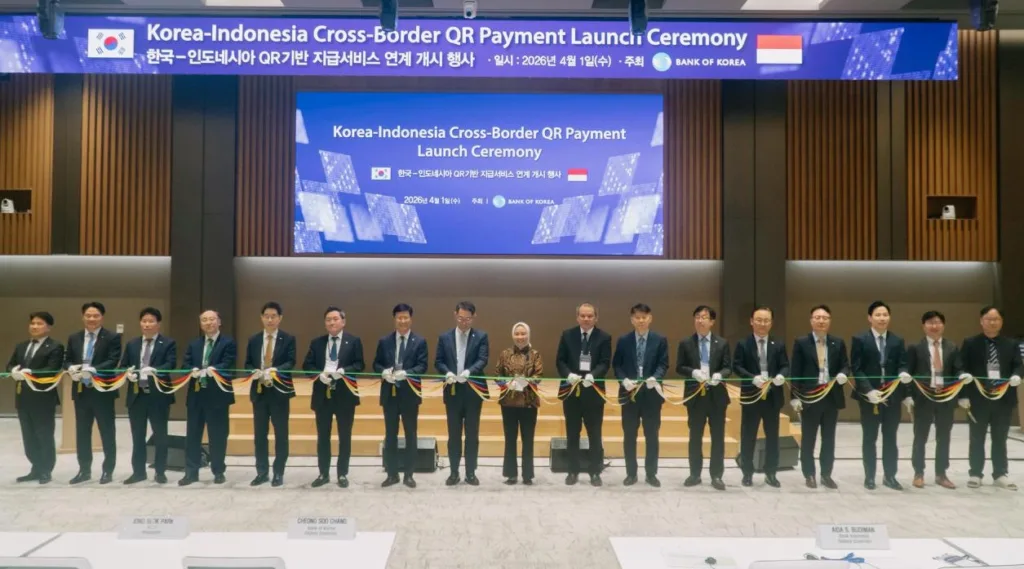 Korea-Indonesia Cross-Border QR Payment Launch Ceremony
한국-인도네시아 QR기반 지급서비스 연계 개시 행사 · 일시 : 2026년 4월 1일(수) · 주최 BANK OF KOREA
Korea-Indonesia Cross-Border QR Payment
Launch Ceremony
한국-인도네시아 QR기반 지급서비스 연계 개시 행사
2026년 4월 1일(수) 주최 | BANK OF KOREA
PARK
CHEONG SOO CHANG